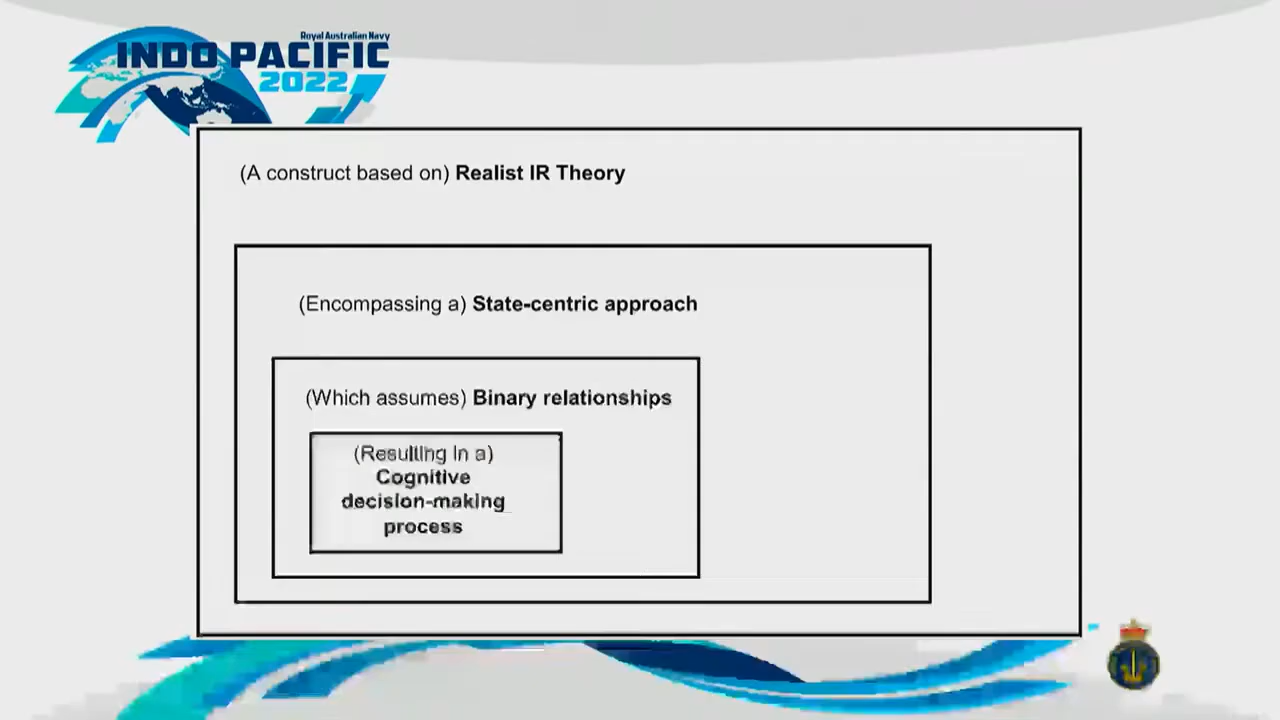 Royal Australian Navy
INDO PACIFIC
2022
(A construct based on) Realist IR Theory
(Encompassing a) State-centric approach
(Which assumes) Binary relationships
(Resulting in a)
Cognitive
decision-making
process